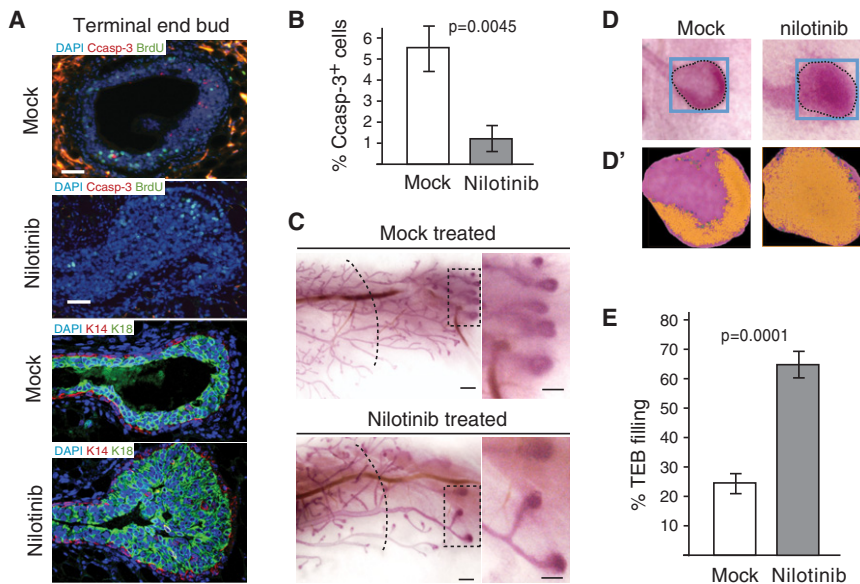 A
Terminal end bud
DAPI Ccasp-3 BrdU
Mock
DAPI Ccasp-3 BrdU
Nilotinib
DAPI K14 K18
Mock
DAPI K14 K18
Nilotinib
B
p=0.0045
% Ccasp-3+ cells
6
5
4
3
2
1
Mock
Nilotinib
C
Mock treated
Nilotinib treated
D
Mock
nilotinib
D'
E
p=0.0001
% TEB filling
80
70
60
50
40
30
20
10
Mock
Nilotinib